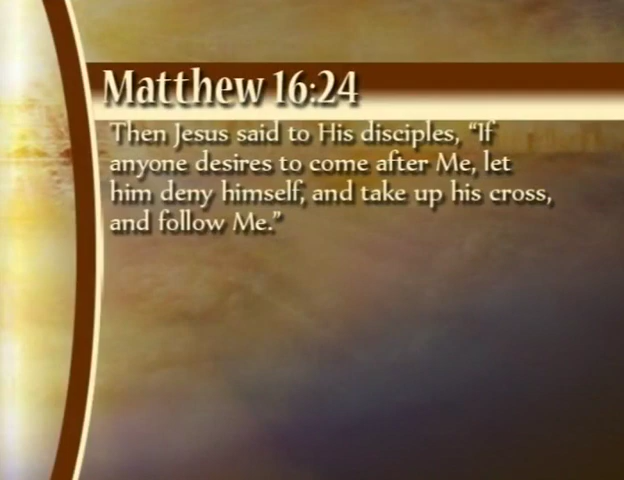 Matthew 16:24
Then Jesus said to His disciples, “If
anyone desires to come after Me, let
him deny himself, and take up his cross,
and follow Me.”